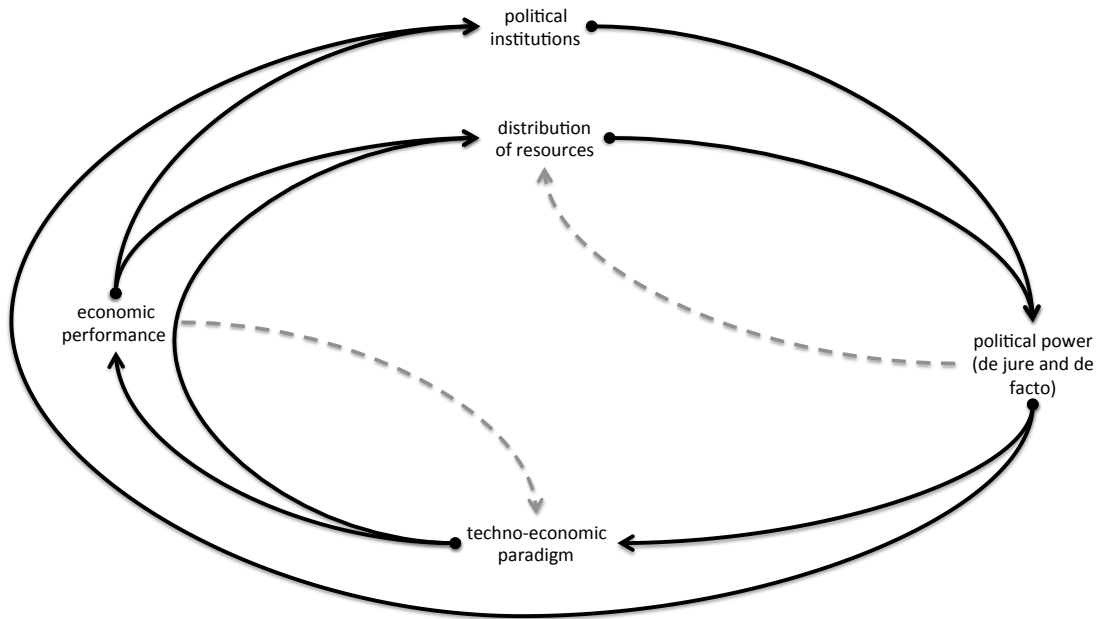 political
institutions
distribution
of resources
economic
performance
political power
(de jure and de
facto)
techno-economic
paradigm